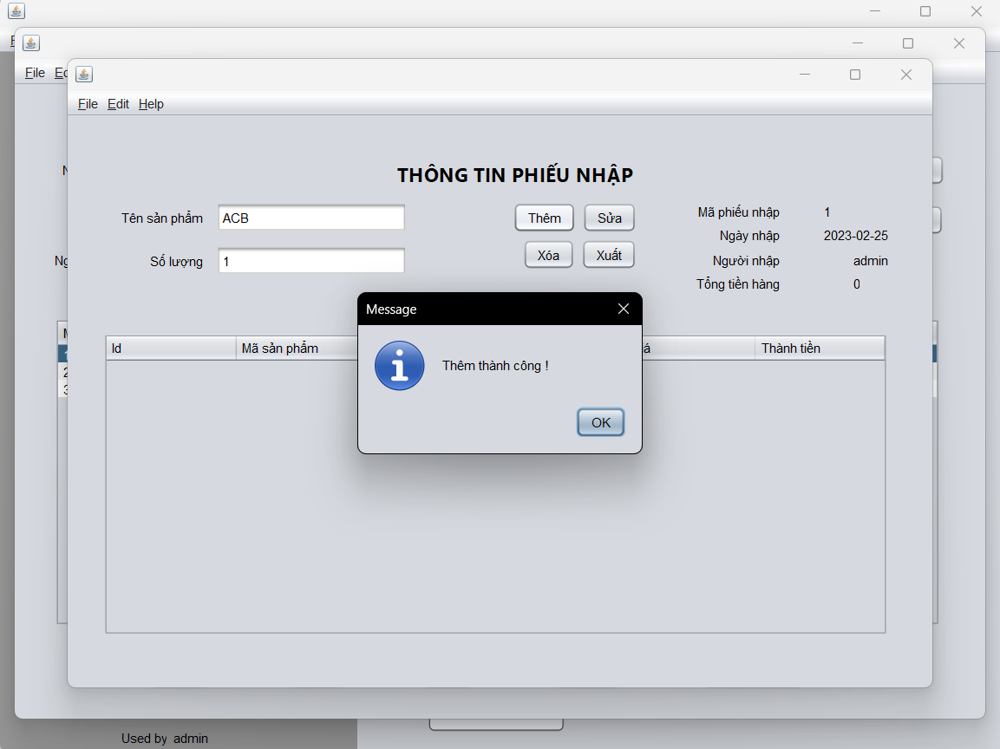 File
File Edit Help
THÔNG TIN PHIẾU NHẬP
Tên sản phẩm ACB Thêm Sửa Mã phiếu nhập 1
Ngày nhập 2023-02-25
Số lượng 1 Xóa Xuất Người nhập admin
Tổng tiền hàng 0
Message
Id Mã sản phẩm Thành tiền
Thêm thành công !
OK
Used by admin